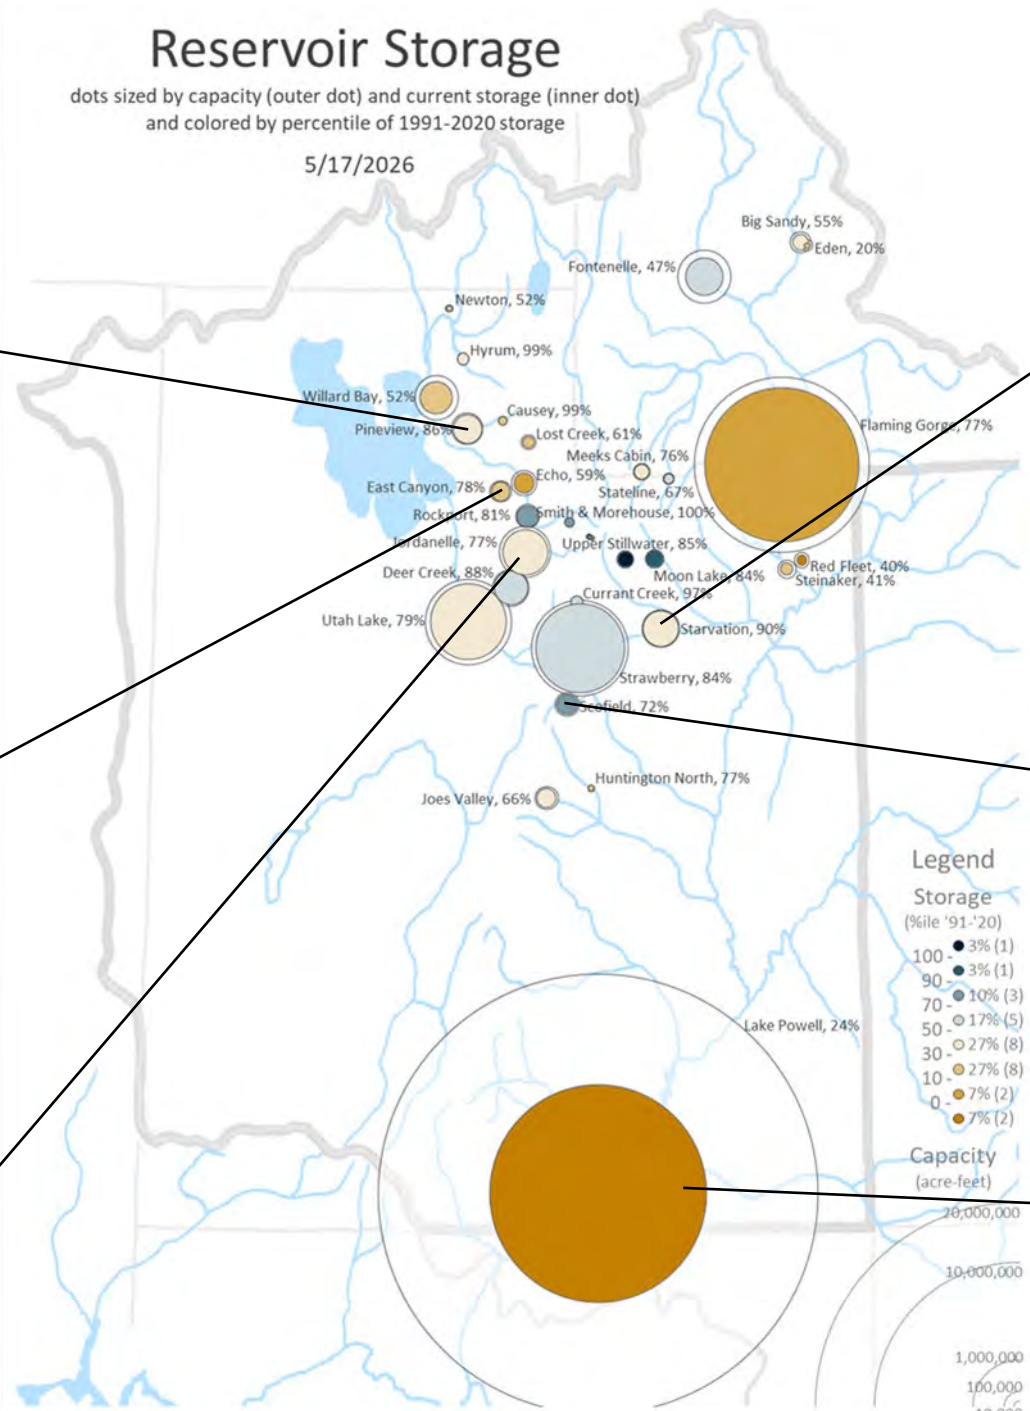 Reservoir Storage
dots sized by capacity (outer dot) and current storage (inner dot)
and colored by percentile of 1991-2020 storage
5/17/2026
Big Sandy, 55%
Eden, 20%
Fontenelle, 47%
Newton, 52%
Hyrum, 99%
Willard Bay, 52%
Causey, 99%
Pineview, 86%
Flaming Gorge, 77%
Lost Creek, 61%
Meeks Cabin, 76%
Echo, 59%
East Canyon, 78%
Stateline, 67%
Rockport, 81%
Smith & Morehouse, 100%
Jordanelle, 77%
Upper Stillwater, 85%
Red Fleet, 40%
Deer Creek, 88%
Moon Lake, 84%
Steinaker, 41%
Currant Creek, 97%
Utah Lake, 79%
Starvation, 90%
Strawberry, 84%
Scofield, 72%
Huntington North, 77%
Joes Valley, 66%
Lake Powell, 24%
Legend
Storage
(%ile '91-'20)
3% (1)
100 -
3% (1)
90 -
10% (3)
70 -
17% (5)
50 -
27% (8)
30 -
27% (8)
10 -
7% (2)
0 -
7% (2)
Capacity
(acre-feet)
20,000,000
10,000,000
1,000,000
100,000